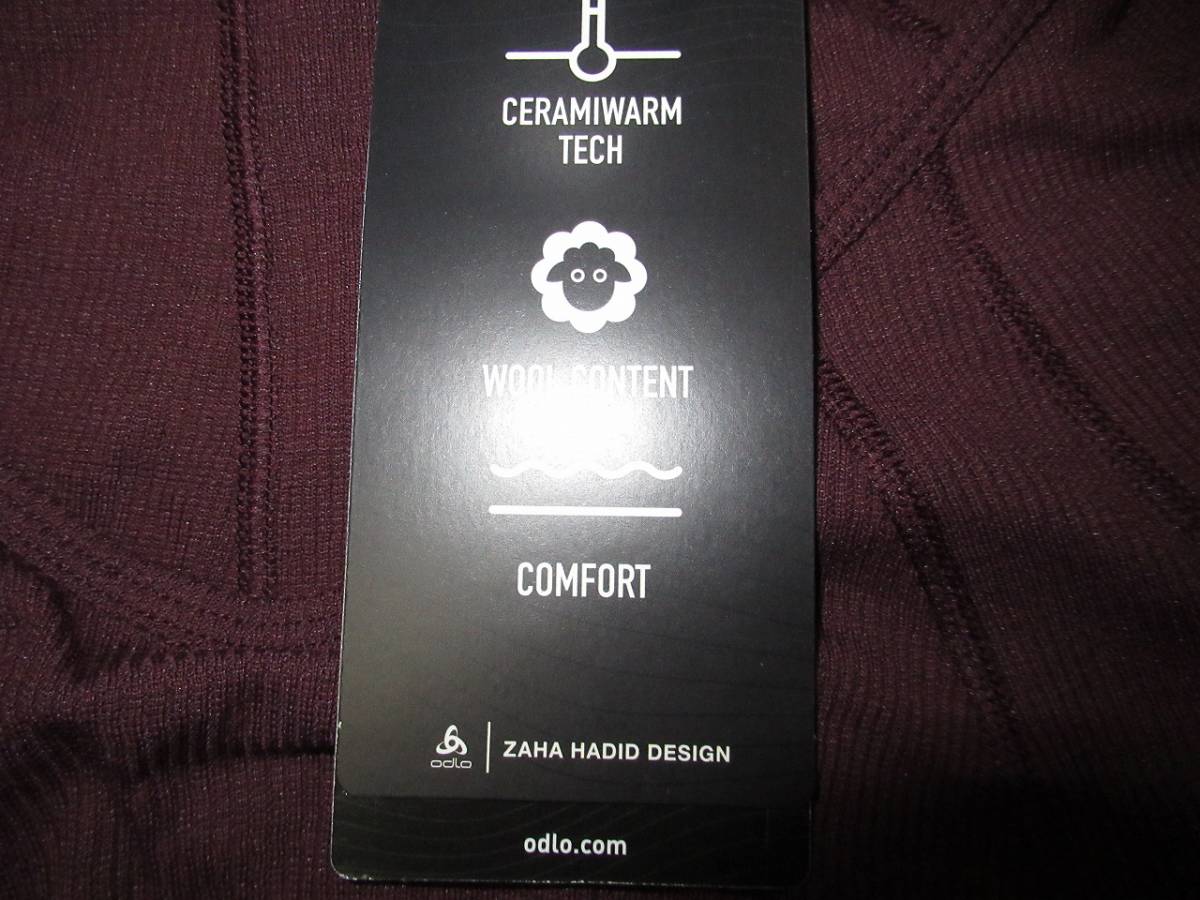 CERAMIWARM
TECH
WOOL CONTENT
COMFORT
odlo
ZAHA HADID DESIGN
odlo.com